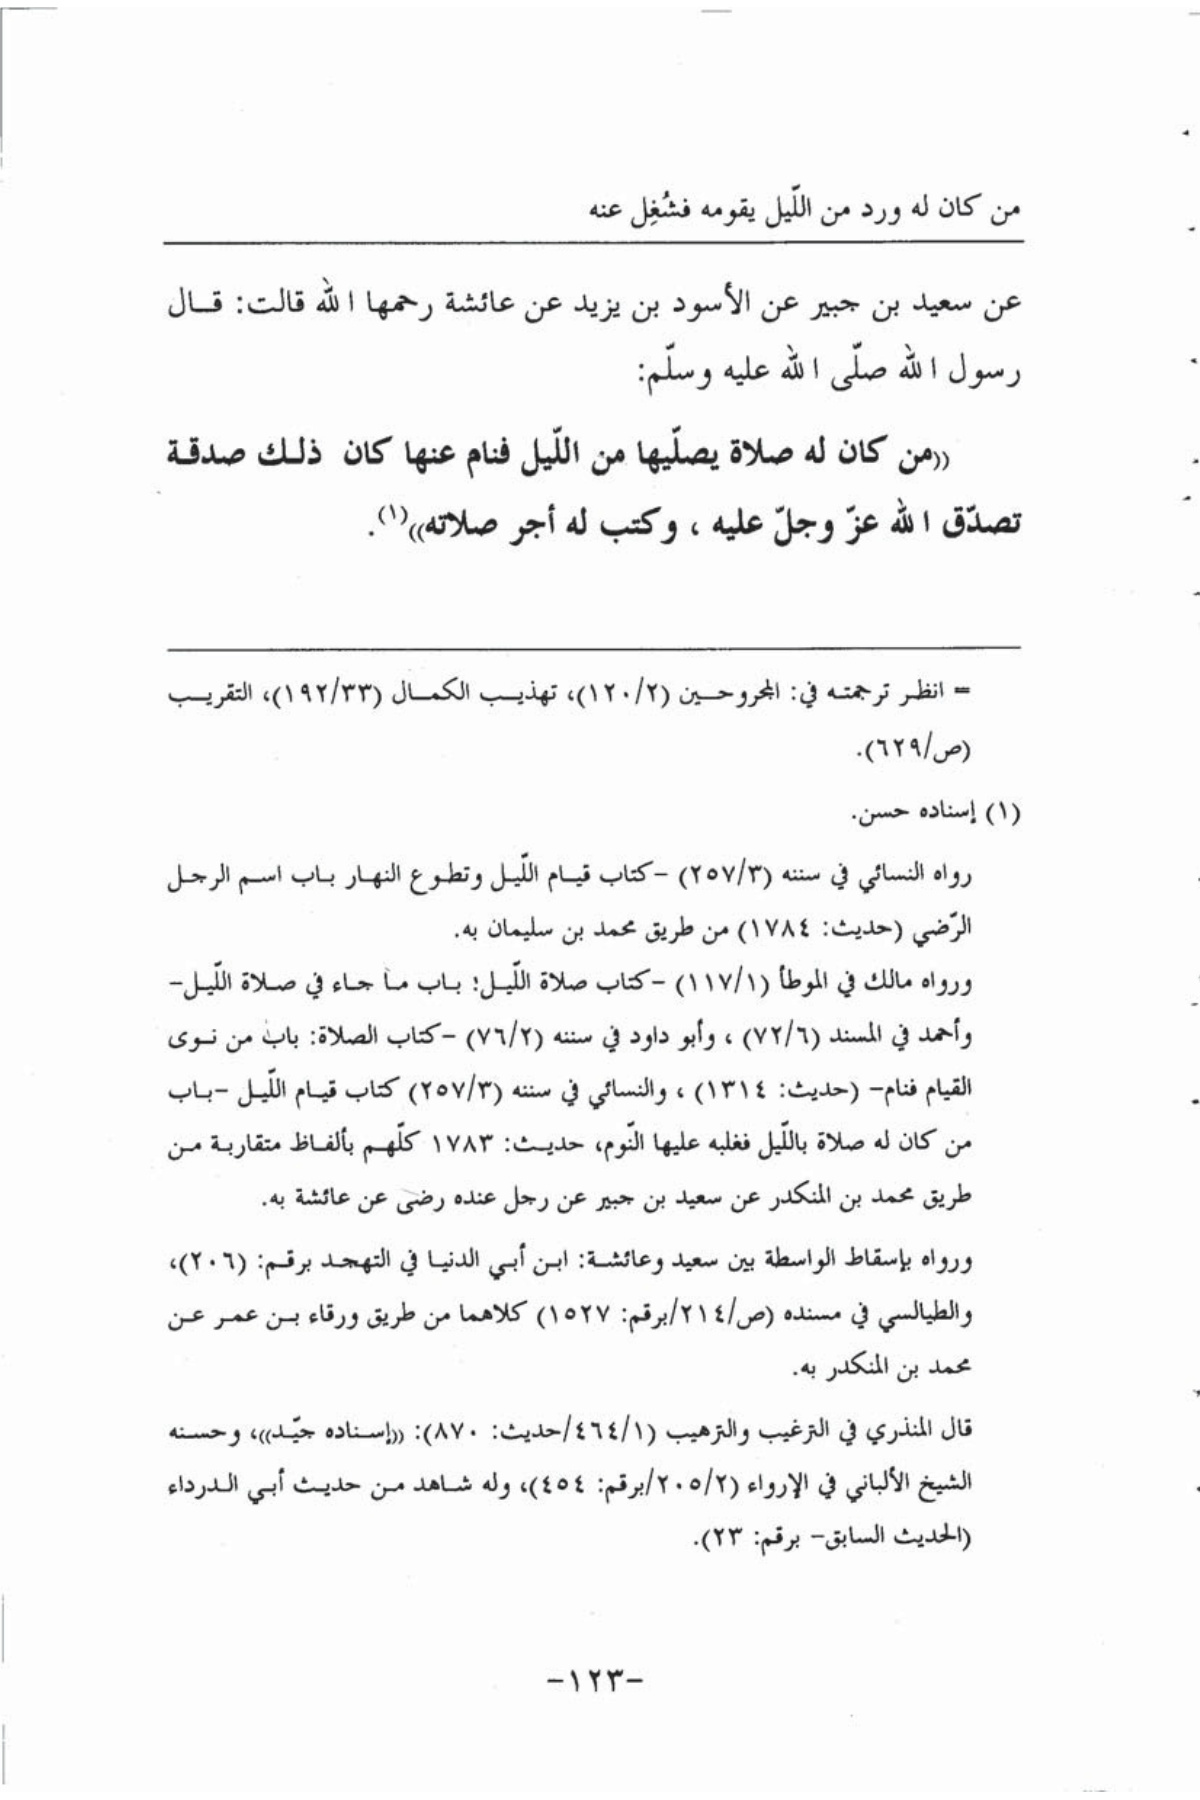 من كان له ورد من اللّيل يقومه فشُغِل عنه
عن سعيد بن جبير عن الأسود بن يزيد عن عائشة رحمها الله قالت: قال
رسول الله صلّى الله عليه وسلّم:
((من كان له صلاة يصلّيها من اللّيل فنام عنها كان ذلك صدقة
تصدّق الله عزّ وجلّ عليه ، وكتب له أجر صلاته))(١).
= انظر ترجمته في: المجروحين (١٢٠/٢)، تهذيب الكمال (١٩٢/٣٣)، التقريب
(ص/٦٢٩).
(١) إسناده حسن.
رواه النسائي في سننه (٢٥٧/٣) -كتاب قيام اللّيل وتطوع النهار باب اسم الرجل
الرّضي (حديث: ١٧٨٤) من طريق محمد بن سليمان به.
ورواه مالك في الموطأ (١١٧/١) -كتاب صلاة اللّيل؛ باب ما جاء في صلاة اللّيل-
وأحمد في المسند (٧٢/٦) ، وأبو داود في سننه (٧٦/٢) -كتاب الصلاة: باب من نوى
القيام فنام- (حديث: ١٣١٤) ، والنسائي في سننه (٢٥٧/٣) كتاب قيام اللّيل -باب
من كان له صلاة باللّيل فغلبه عليها النّوم، حديث: ١٧٨٣ كلّهم بألفاظ متقاربة من
طريق محمد بن المنكدر عن سعيد بن جبير عن رجل عنده رضى عن عائشة به.
ورواه بإسقاط الواسطة بين سعيد وعائشة: ابن أبي الدنيا في التهجد برقم: (٢٠٦)،
والطيالسي في مسنده (ص/٢١٤/برقم: ١٥٢٧) كلاهما من طريق ورقاء بن عمر عن
محمد بن المنكدر به.
قال المنذري في الترغيب والترهيب (٤٦٤/١/حديث: ٨٧٠): ((إسناده جيّد))، وحسنه
الشيخ الألباني في الإرواء (٢٠٥/٢/برقم: ٤٥٤)، وله شاهد من حديث أبي الدرداء
(الحديث السابق- برقم: ٢٣).
-١٢٣-